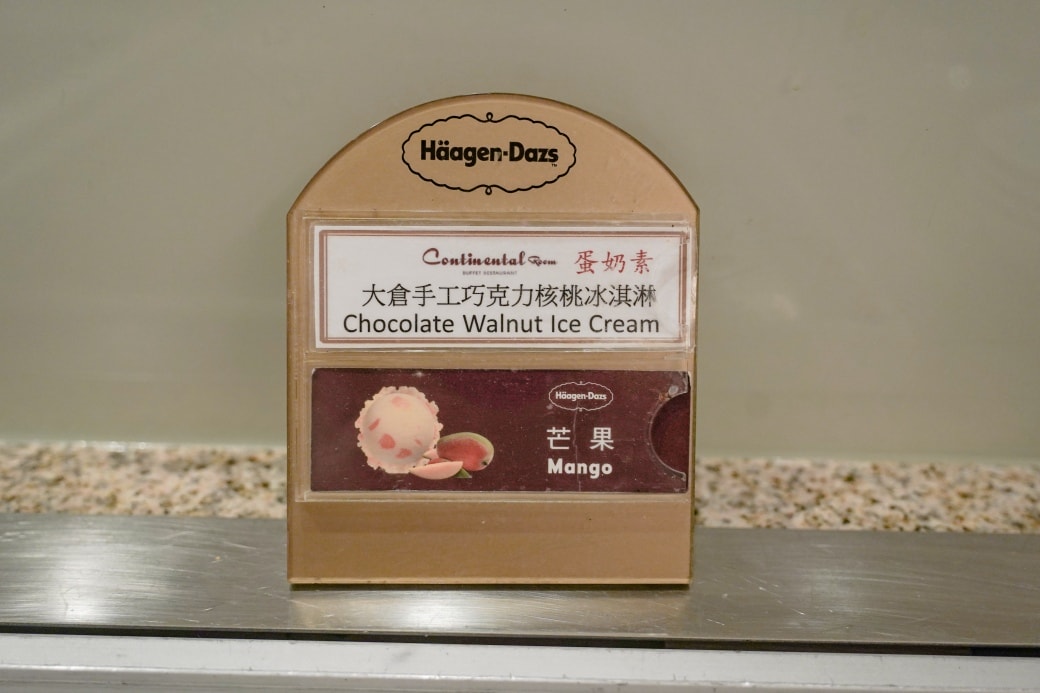 Häagen-Dazs™
Continental Room 蛋奶素
BUFFET RESTAURANT
大倉手工巧克力核桃冰淇淋
Chocolate Walnut Ice Cream
Häagen-Dazs
芒果
Mango